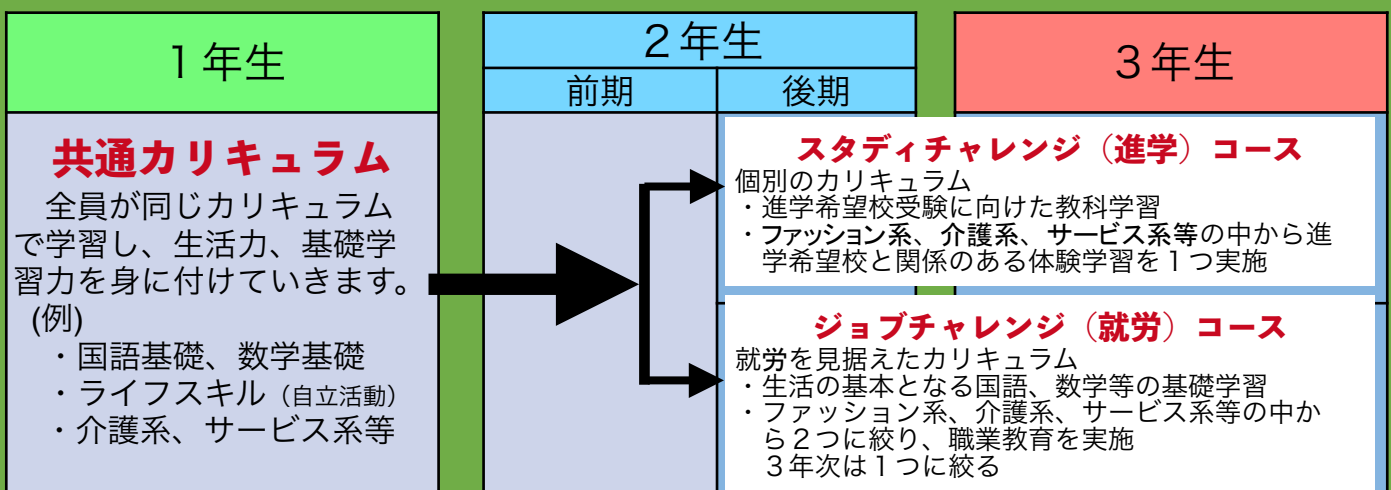 1年生
共通カリキュラム
全員が同じカリキュラム
で学習し、生活力、基礎学
習力を身に付けていきます。
(例)
・国語基礎、数学基礎
・ライフスキル（自立活動）
・介護系、サービス系等
2年生
前期
後期
3年生
スタディチャレンジ（進学）コース
個別のカリキュラム
・進学希望校受験に向けた教科学習
・ファッション系、介護系、サービス系等の中から進
学希望校と関係のある体験学習を1つ実施
ジョブチャレンジ（就労）コース
就労を見据えたカリキュラム
・生活の基本となる国語、数学等の基礎学習
・ファッション系、介護系、サービス系等の中か
ら２つに絞り、職業教育を実施
３年次は１つに絞る